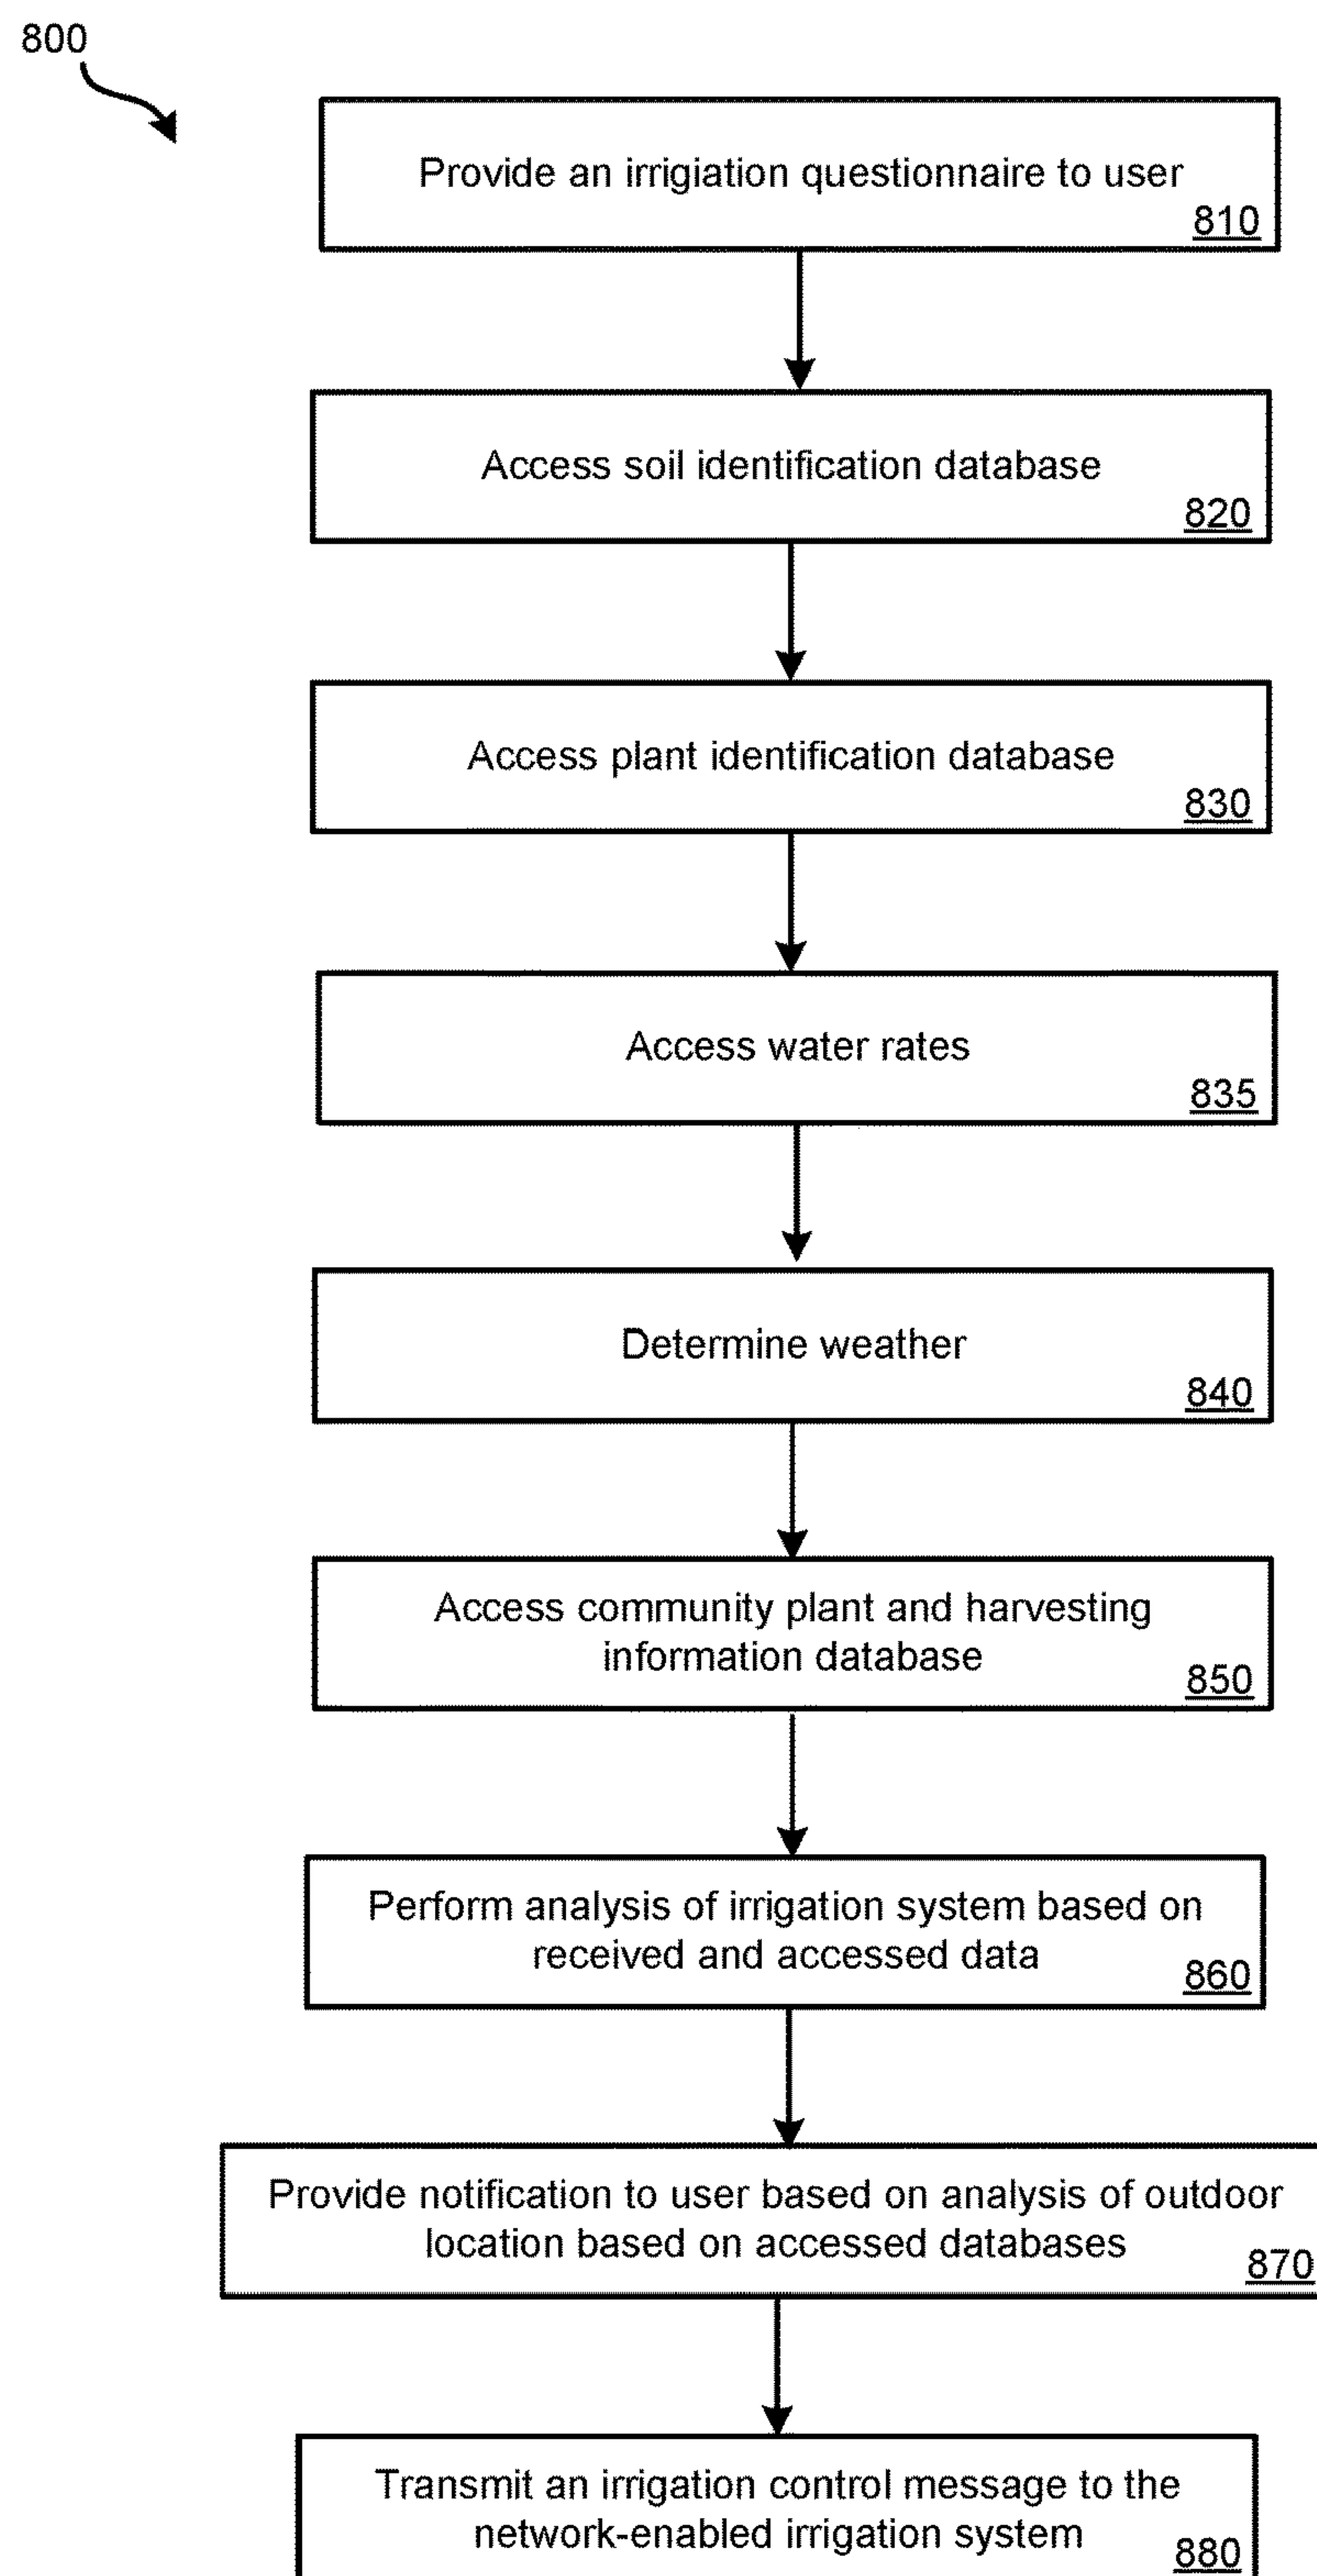 800
Provide an irrigiation questionnaire to user
810
Access soil identification database
820
Access plant identification database
830
Access water rates
835
Determine weather
840
Access community plant and harvesting
information database
850
Perform analysis of irrigation system based on
received and accessed data
860
Provide notification to user based on analysis of outdoor
location based on accessed databases
870
Transmit an irrigation control message to the
network-enabled irrigation system
880